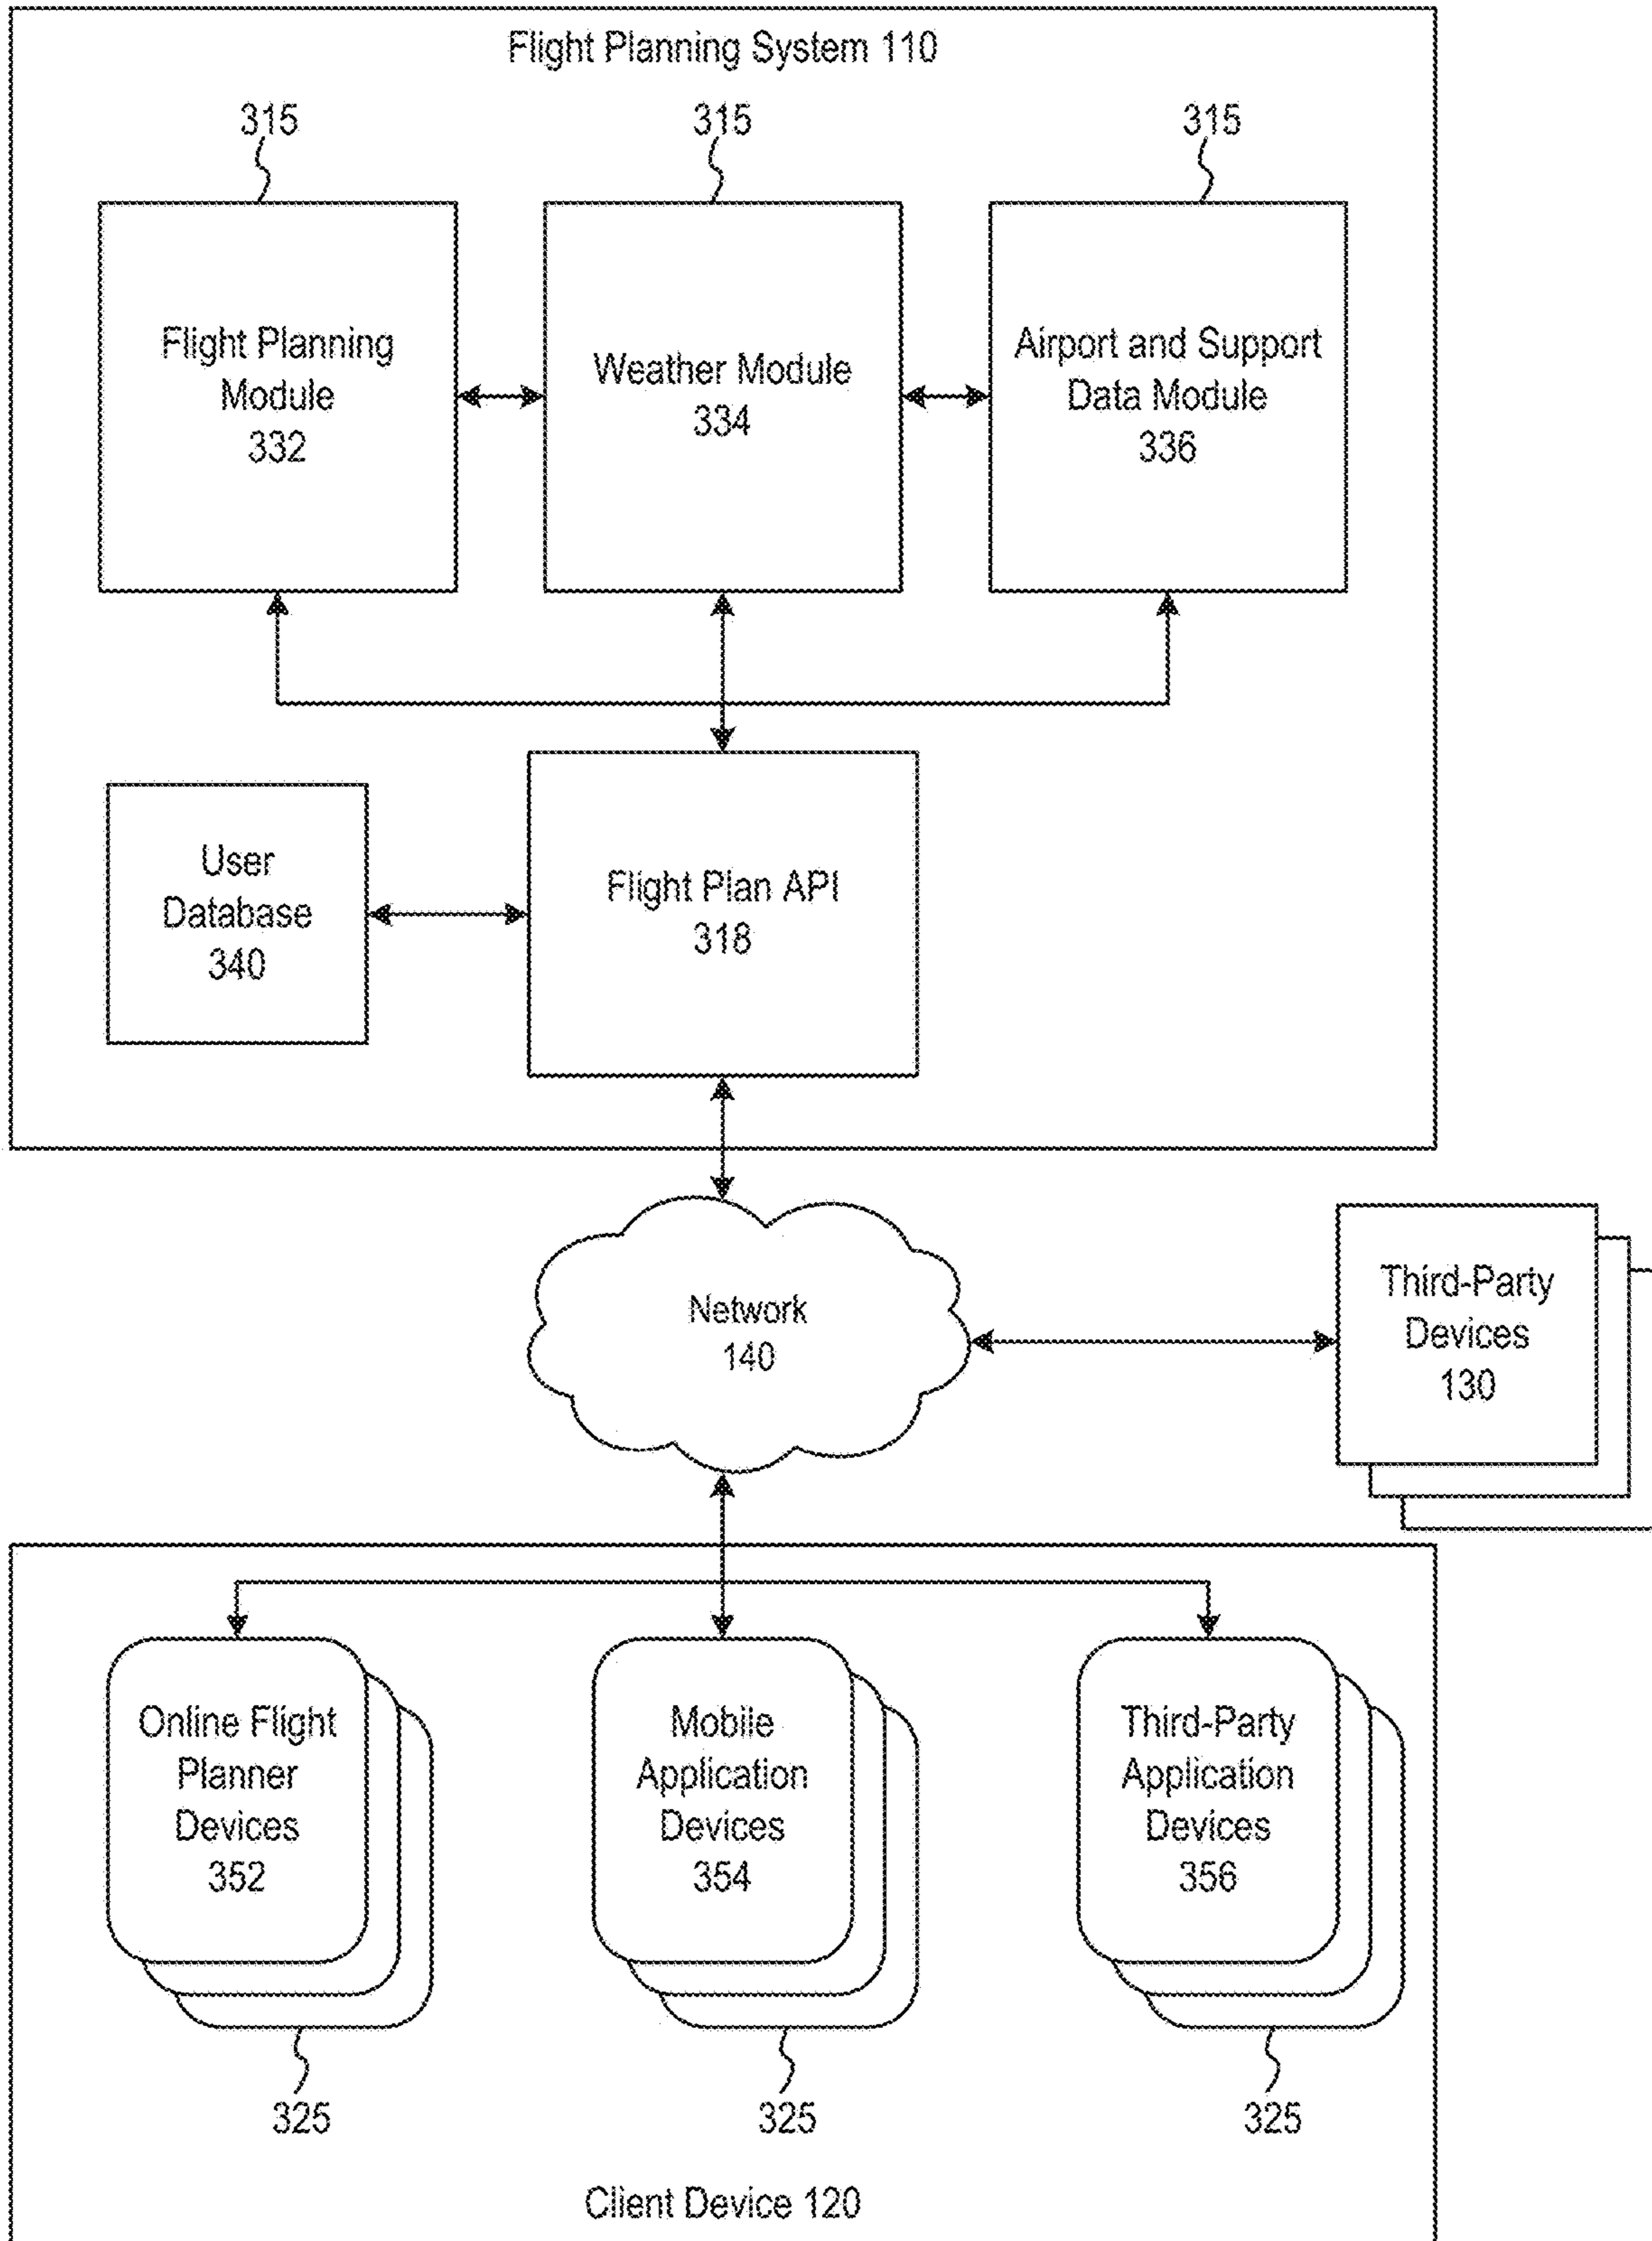 Flight Planning System 110
315
315
315
Flight Planning
Module
332
Weather Module
334
Airport and Support
Data Module
336
User
Database
340
Flight Plan API
318
Network
140
Third-Party
Devices
130
Online Flight
Planner
Devices
352
Mobile
Application
Devices
354
Third-Party
Application
Devices
356
325
325
325
Client Device 120